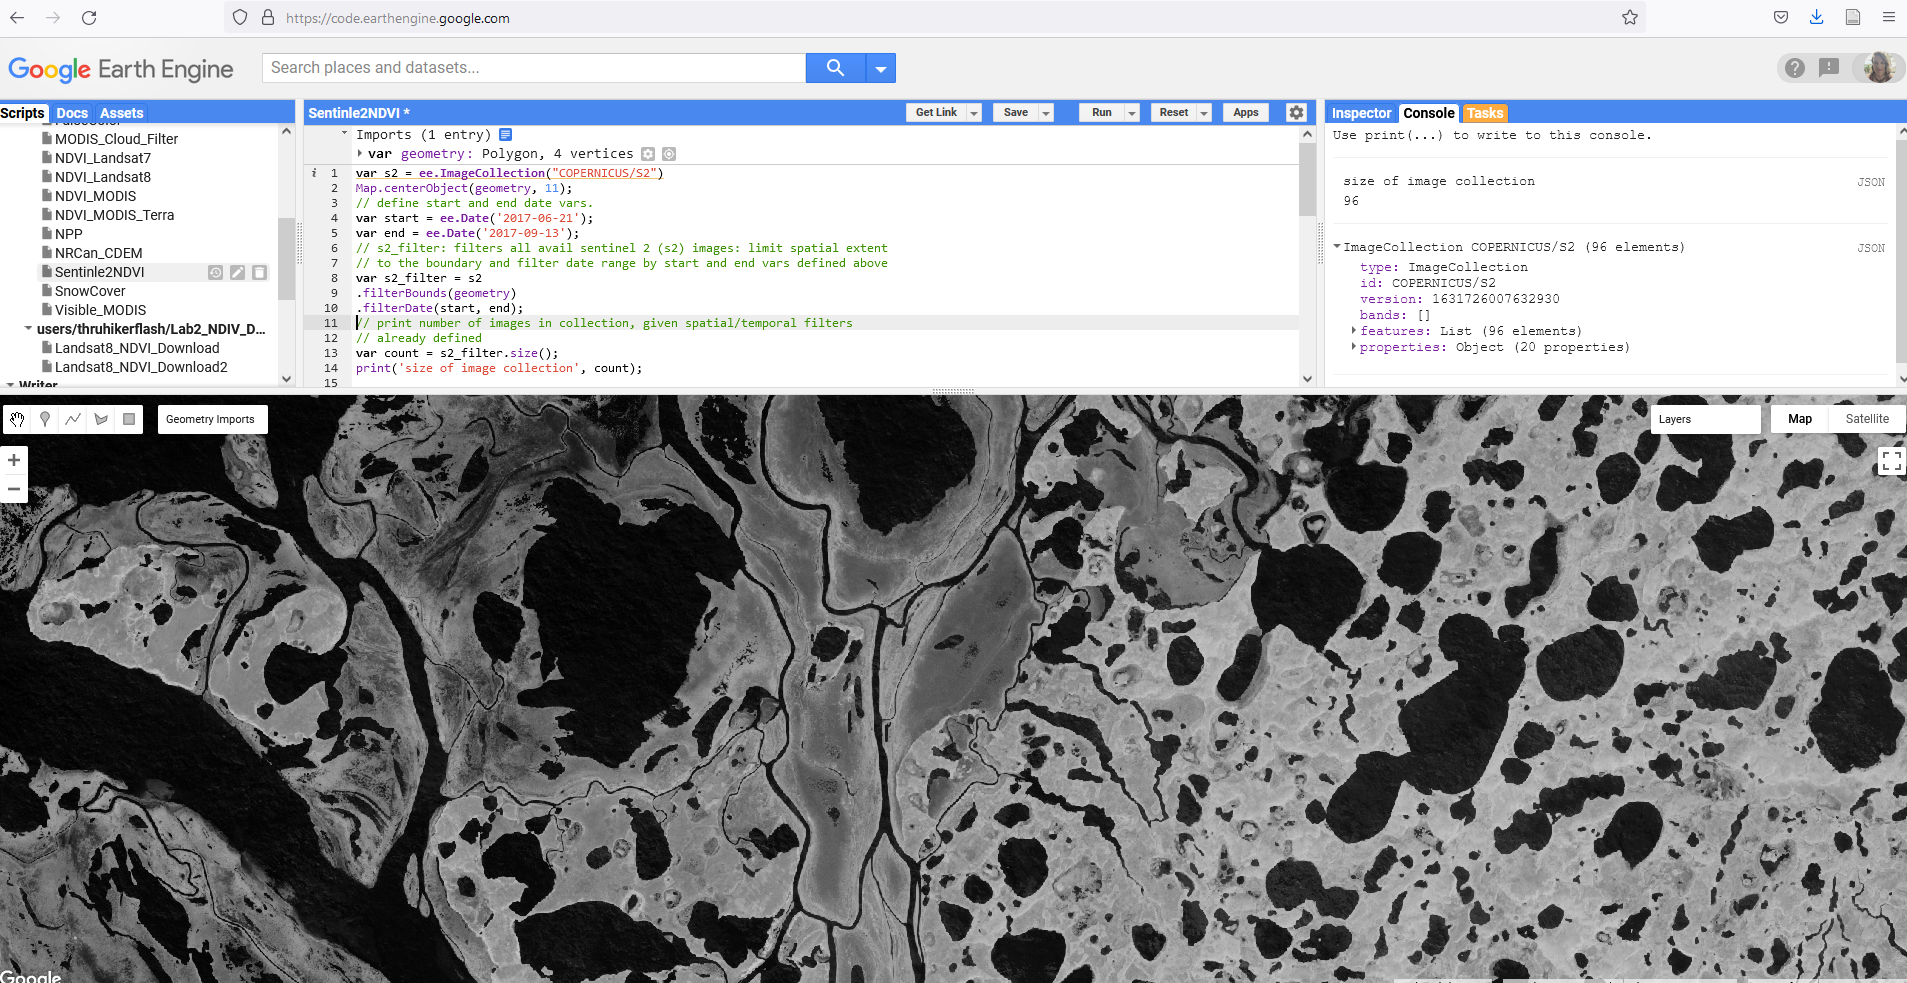 https://code.earthengine.google.com
Google Earth Engine
Search places and datasets...
Scripts Docs Assets
MODIS_Cloud_Filter
NDVI_Landsat7
NDVI_Landsat8
NDVI_MODIS
NDVI_MODIS_Terra
NPP
NRCan_CDEM
Sentinle2NDVI
SnowCover
Visible_MODIS
users/thruhikerflash/Lab2_NDIV_D...
Landsat8_NDVI_Download
Landsat8_NDVI_Download2
Writer
Sentinle2NDVI *
Get Link Save Run Reset Apps
Imports (1 entry)
var geometry: Polygon, 4 vertices
i 1 var s2 = ee.ImageCollection("COPERNICUS/S2")
2 Map.centerObject(geometry, 11);
3 // define start and end date vars.
4 var start = ee.Date('2017-06-21');
5 var end = ee.Date('2017-09-13');
6 // s2_filter: filters all avail sentinel 2 (s2) images: limit spatial extent
7 // to the boundary and filter date range by start and end vars defined above
8 var s2_filter = s2
9 .filterBounds(geometry)
10 .filterDate(start, end);
11 // print number of images in collection, given spatial/temporal filters
12 // already defined
13 var count = s2_filter.size();
14 print('size of image collection', count);
15
Inspector Console Tasks
Use print(...) to write to this console.
size of image collection JSON
96
ImageCollection COPERNICUS/S2 (96 elements) JSON
type: ImageCollection
id: COPERNICUS/S2
version: 1631726007632930
bands: []
features: List (96 elements)
properties: Object (20 properties)
Geometry Imports
Layers
Map Satellite
Google